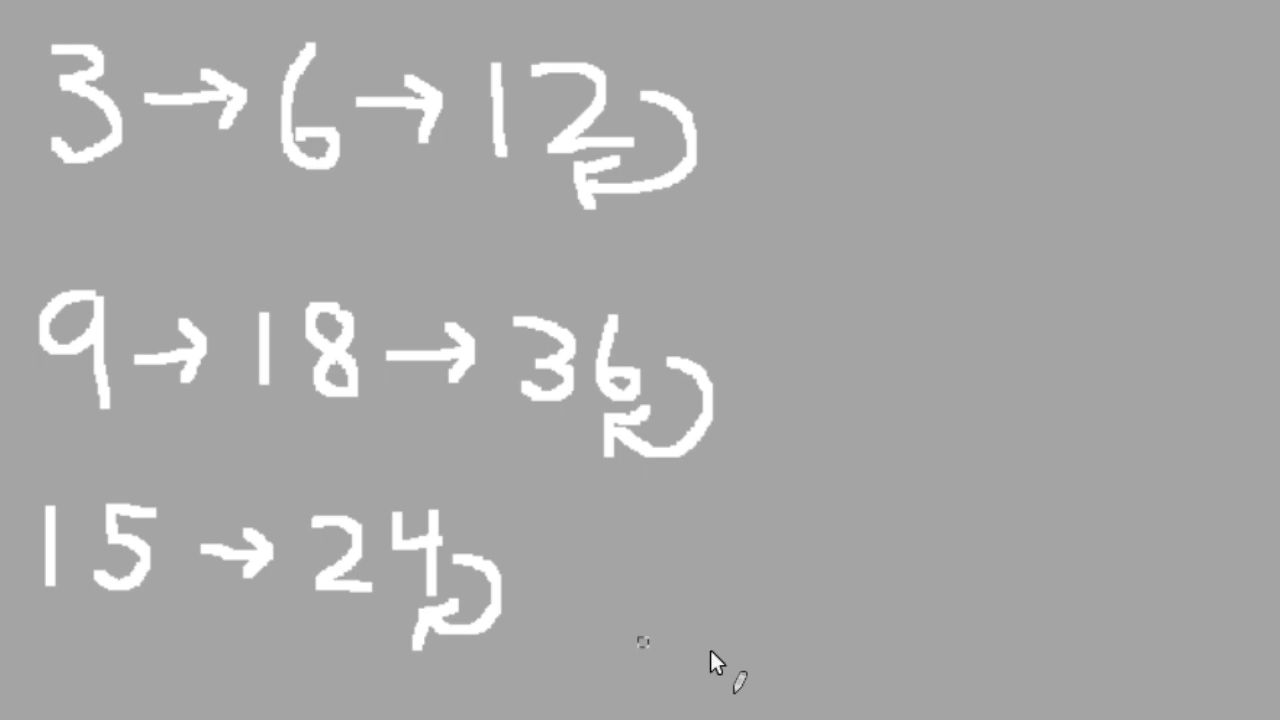 3 → 6 → 12
9 → 18 → 36
15 → 24